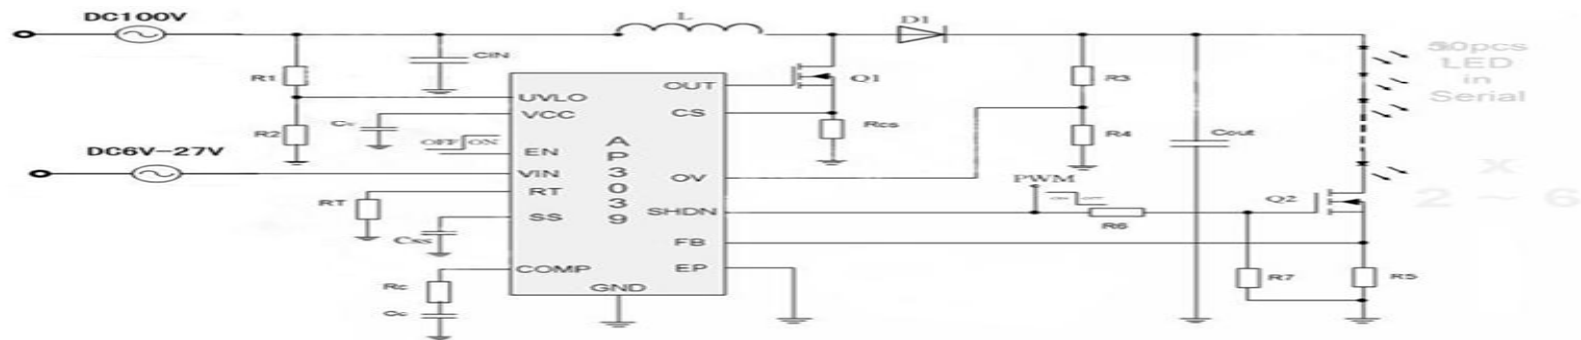 DC100V
L
D1
CIN
R1
OUT
Q1
R3
50pcs
LED
in
Serial
UVLO
VCC
CS
R2
Rcs
R4
Cout
OFF ON
EN
AP3039
DC6V-27V
VIN
RT
RT
OV
PWM
x
2 ~ 6
SS
SHDN
Q2
Css
R6
FB
COMP
EP
R7
R5
Rc
GND
Cc